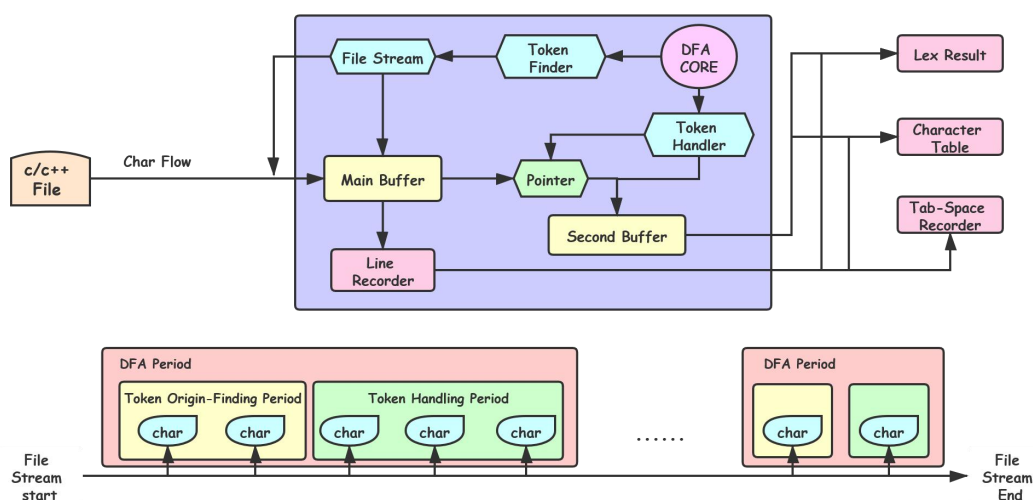 File Stream
Token
Finder
DFA
CORE
Lex Result
Token
Handler
Character
Table
c/c++
File
Char Flow
Main Buffer
Pointer
Tab-Space
Recorder
Second Buffer
Line
Recorder
DFA Period
Token Origin-Finding Period
Token Handling Period
char
char
char
char
char
......
DFA Period
char
char
File
Stream
start
File
Stream
End